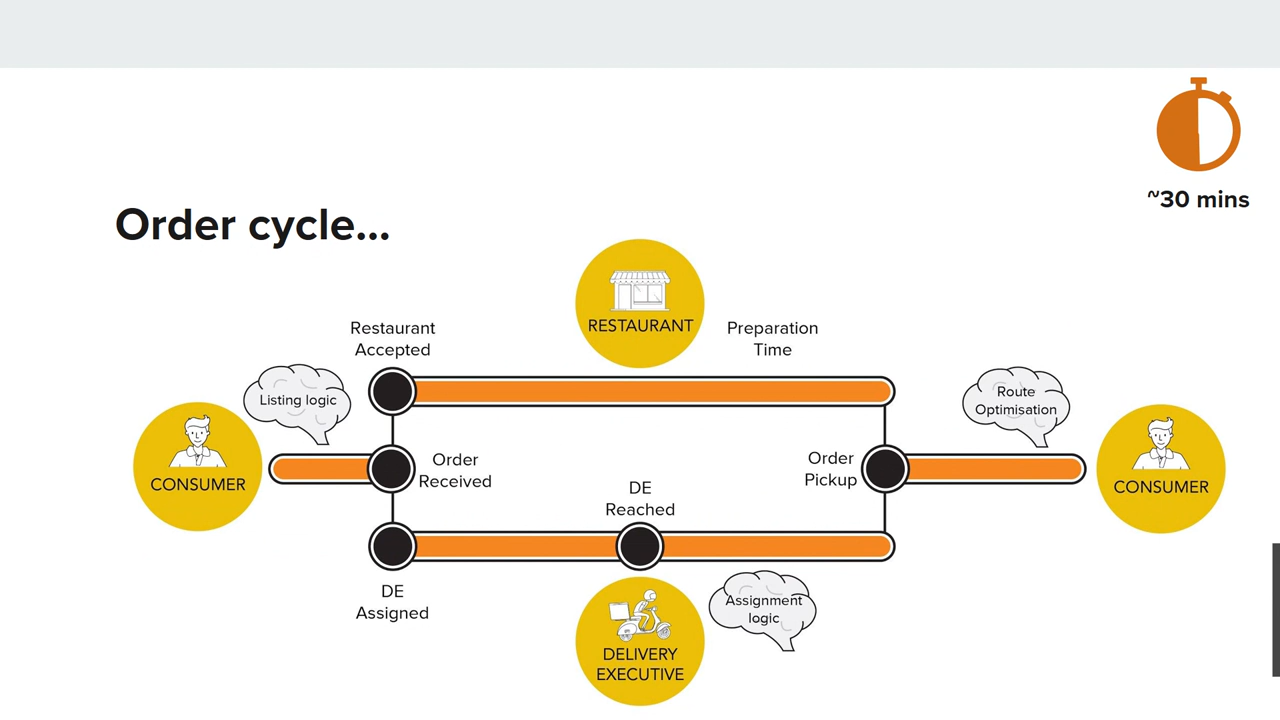 ~30 mins
Order cycle...
RESTAURANT
Restaurant
Accepted
Preparation
Time
Listing logic
Route
Optimisation
CONSUMER
Order
Received
Order
Pickup
CONSUMER
DE
Reached
DE
Assigned
Assignment
logic
DELIVERY
EXECUTIVE